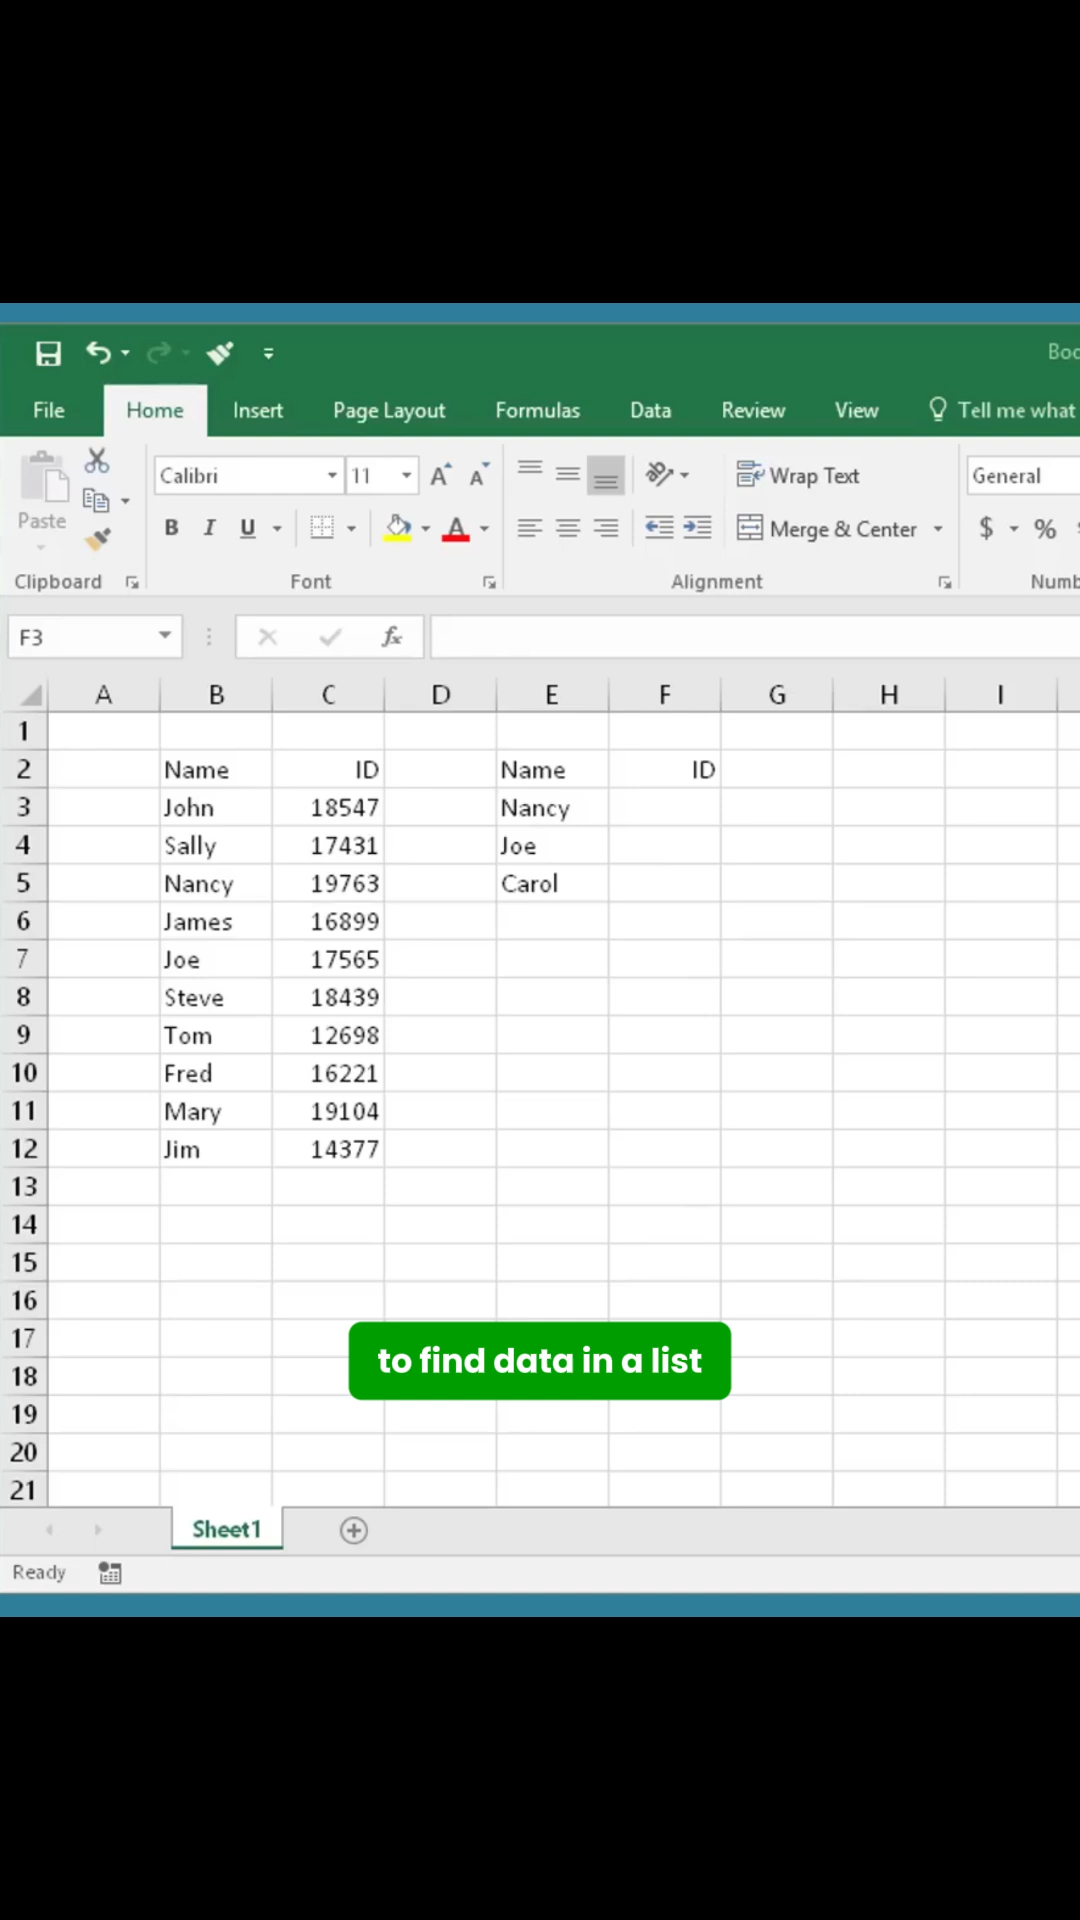 Boo
File Home Insert Page Layout Formulas Data Review View Tell me what
Calibri 11 Wrap Text General
Paste B I U A Merge & Center $ %
Clipboard Font Alignment Numb
F3 fx
A B C D E F G H I
1
2 Name ID Name ID
3 John 18547 Nancy
4 Sally 17431 Joe
5 Nancy 19763 Carol
6 James 16899
7 Joe 17565
8 Steve 18439
9 Tom 12698
10 Fred 16221
11 Mary 19104
12 Jim 14377
13
14
15
16
17
to find data in a list
18
19
20
21
Sheet1
Ready